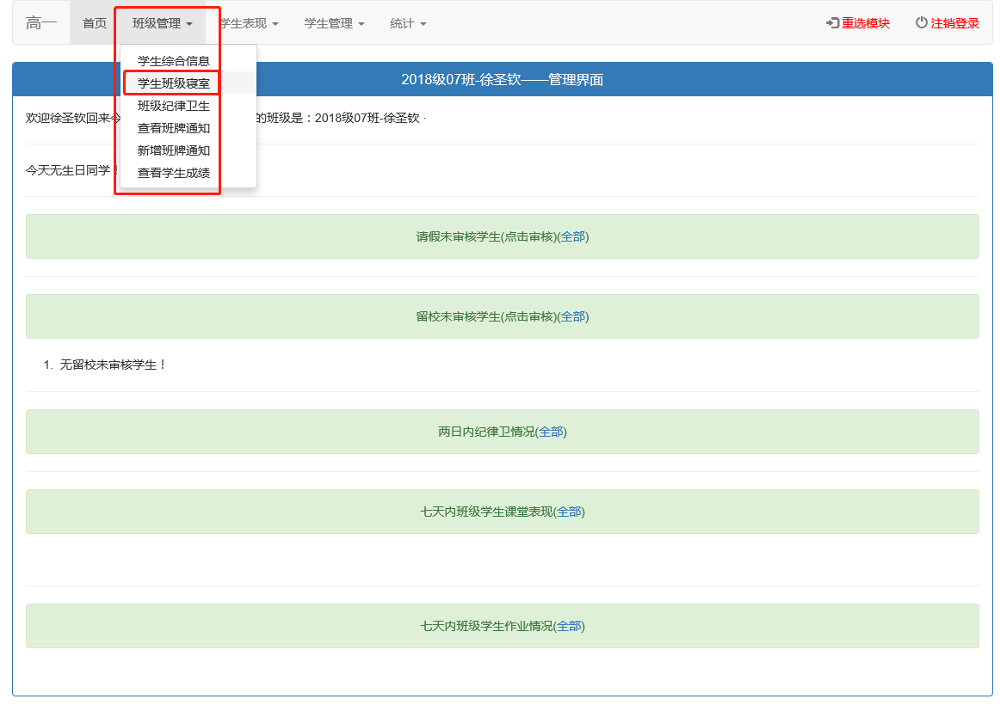 高一 首页 班级管理 学生表现 学生管理 统计 重选模块 注销登录
学生综合信息
学生班级寝室
班级纪律卫生
查看班牌通知
新增班牌通知
查看学生成绩
2018级07班-徐圣钦——管理界面
欢迎徐圣钦回来今 的班级是：2018级07班-徐圣钦 ·
今天无生日同学！
请假未审核学生(点击审核)(全部)
留校未审核学生(点击审核)(全部)
1. 无留校未审核学生！
两日内纪律卫情况(全部)
七天内班级学生课堂表现(全部)
七天内班级学生作业情况(全部)